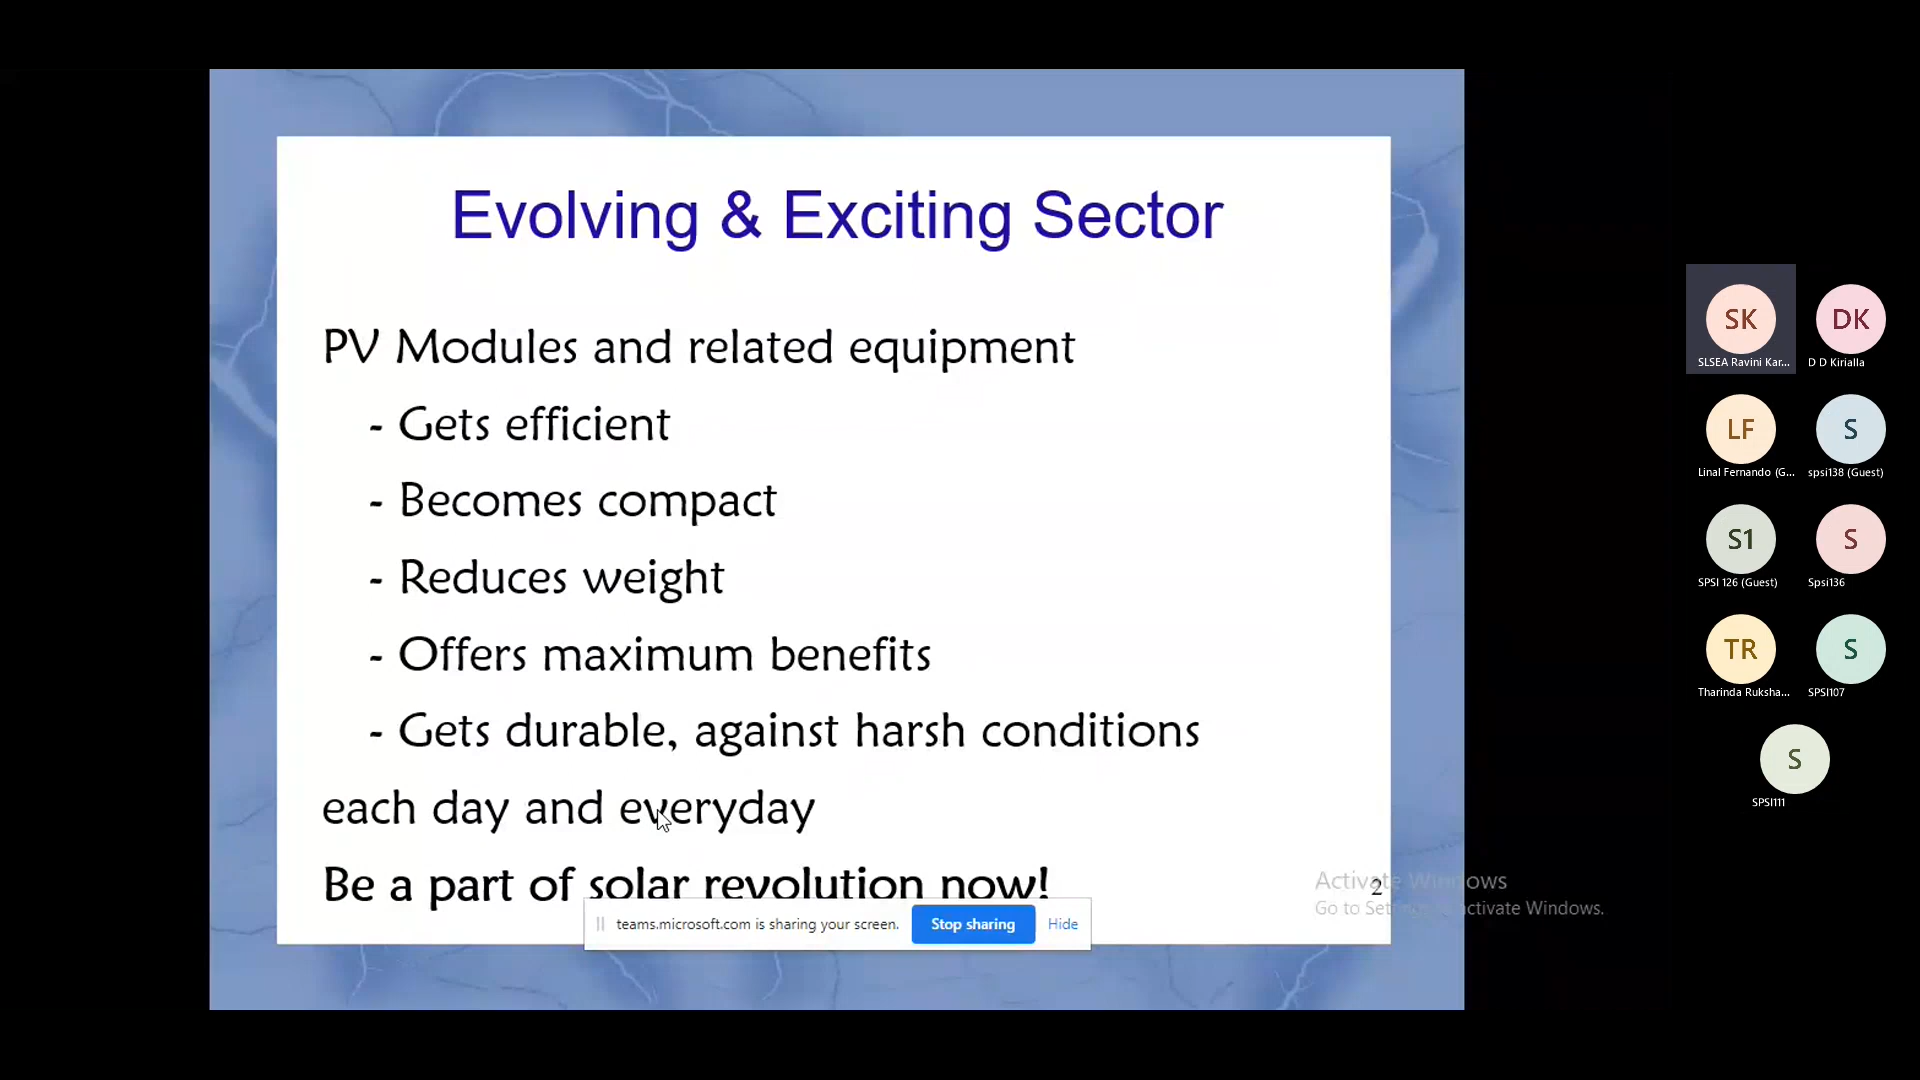 Evolving & Exciting Sector
PV Modules and related equipment
- Gets efficient
- Becomes compact
- Reduces weight
- Offers maximum benefits
- Gets durable, against harsh conditions
each day and everyday
Be a part of solar revolution now!
2
teams.microsoft.com is sharing your screen.
Stop sharing
Hide
Activate Windows
Go to Settings to activate Windows.
SK
SLSEA Ravini Kar...
DK
D D Kirialla
LF
Linal Fernando (G...
S
spsi138 (Guest)
S1
SPSI 126 (Guest)
S
Spsi136
TR
Tharinda Ruksha...
S
SPSI107
S
SPSI111